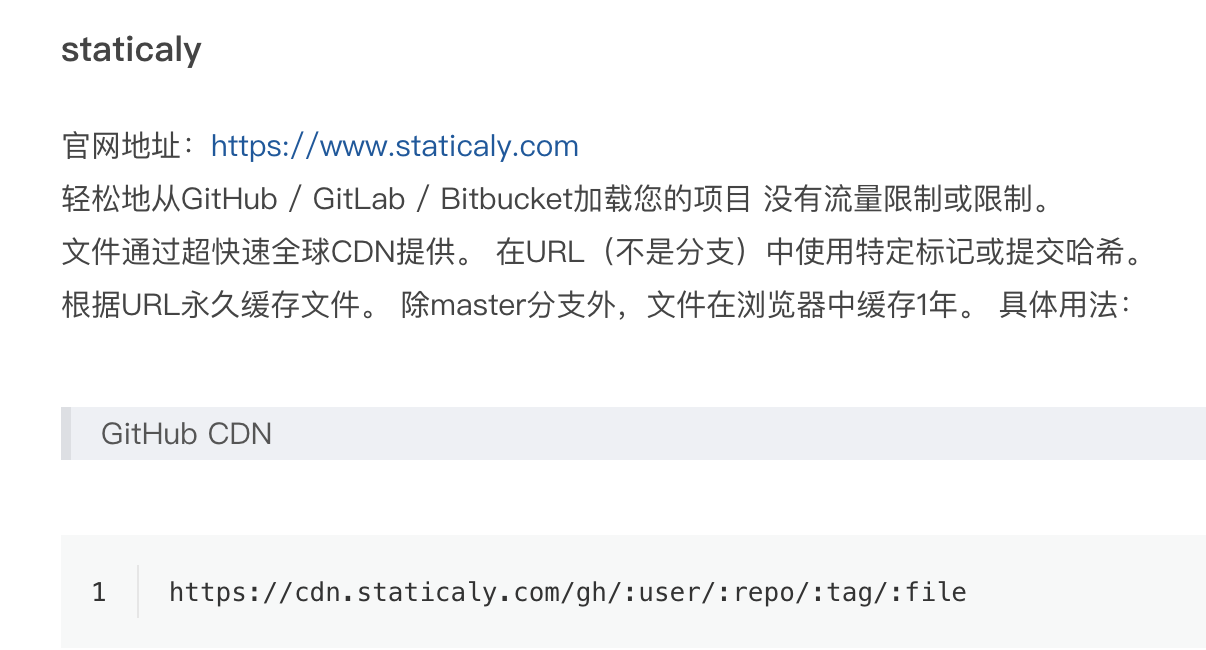 staticaly
官网地址：https://www.staticaly.com
轻松地从GitHub / GitLab / Bitbucket加载您的项目 没有流量限制或限制。
文件通过超快速全球CDN提供。 在URL（不是分支）中使用特定标记或提交哈希。
根据URL永久缓存文件。 除master分支外，文件在浏览器中缓存1年。 具体用法：
GitHub CDN
1 https://cdn.staticaly.com/gh/:user/:repo/:tag/:file